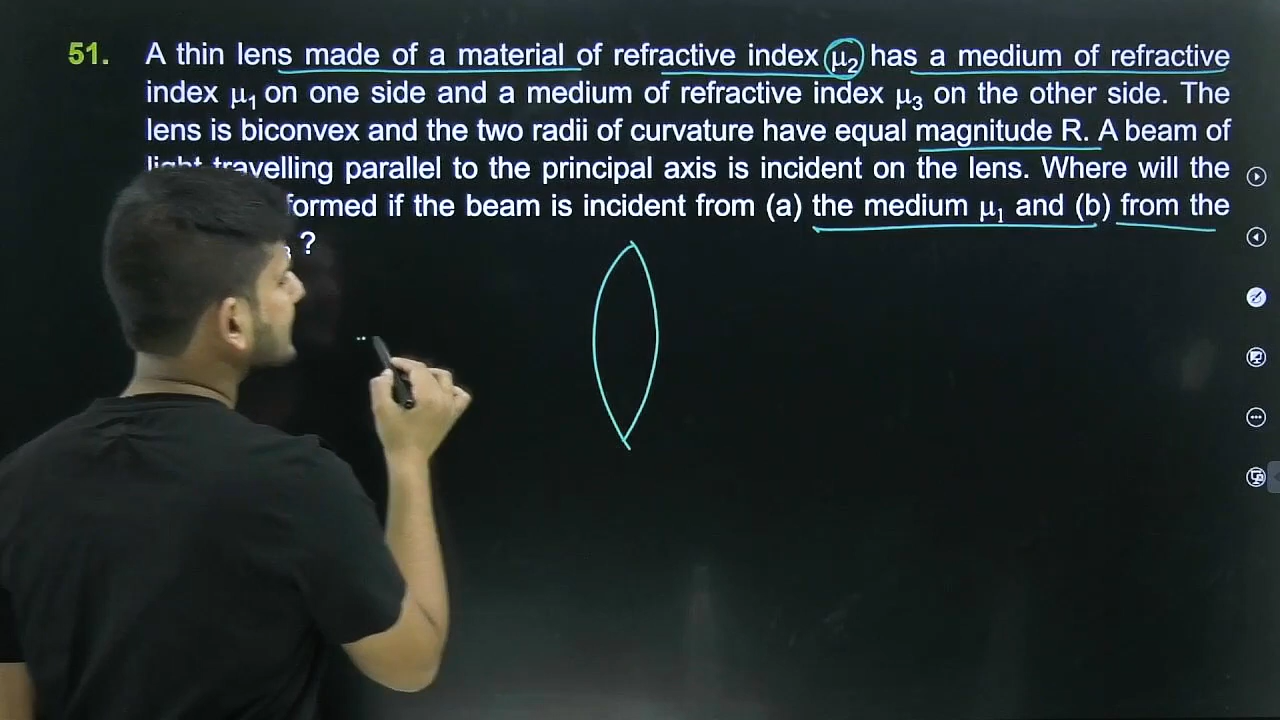 51. A thin lens made of a material of refractive index μ₂ has a medium of refractive
index μ₁ on one side and a medium of refractive index μ₃ on the other side. The
lens is biconvex and the two radii of curvature have equal magnitude R. A beam of
light travelling parallel to the principal axis is incident on the lens. Where will the
formed if the beam is incident from (a) the medium μ₁ and (b) from the
₃ ?